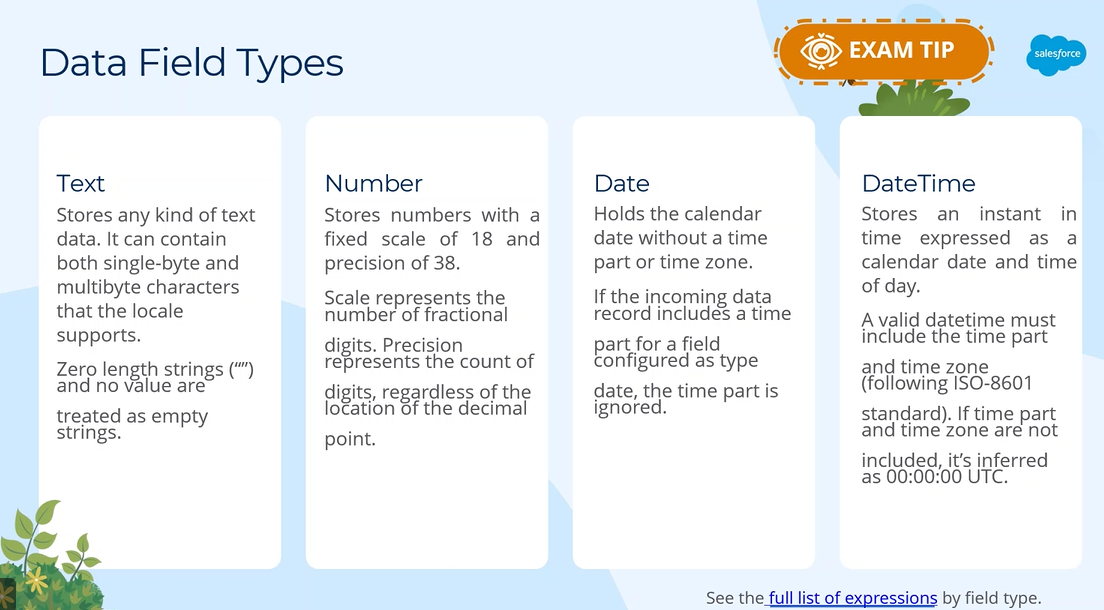 Data Field Types
EXAM TIP
salesforce
Text
Stores any kind of text
data. It can contain
both single-byte and
multibyte characters
that the locale
supports.
Zero length strings (“”)
and no value are
treated as empty
strings.
Number
Stores numbers with a
fixed scale of 18 and
precision of 38.
Scale represents the
number of fractional
digits. Precision
represents the count of
digits, regardless of the
location of the decimal
point.
Date
Holds the calendar
date without a time
part or time zone.
If the incoming data
record includes a time
part for a field
configured as type
date, the time part is
ignored.
DateTime
Stores an instant in
time expressed as a
calendar date and time
of day.
A valid datetime must
include the time part
and time zone
(following ISO-8601
standard). If time part
and time zone are not
included, it’s inferred
as 00:00:00 UTC.
See the full list of expressions by field type.